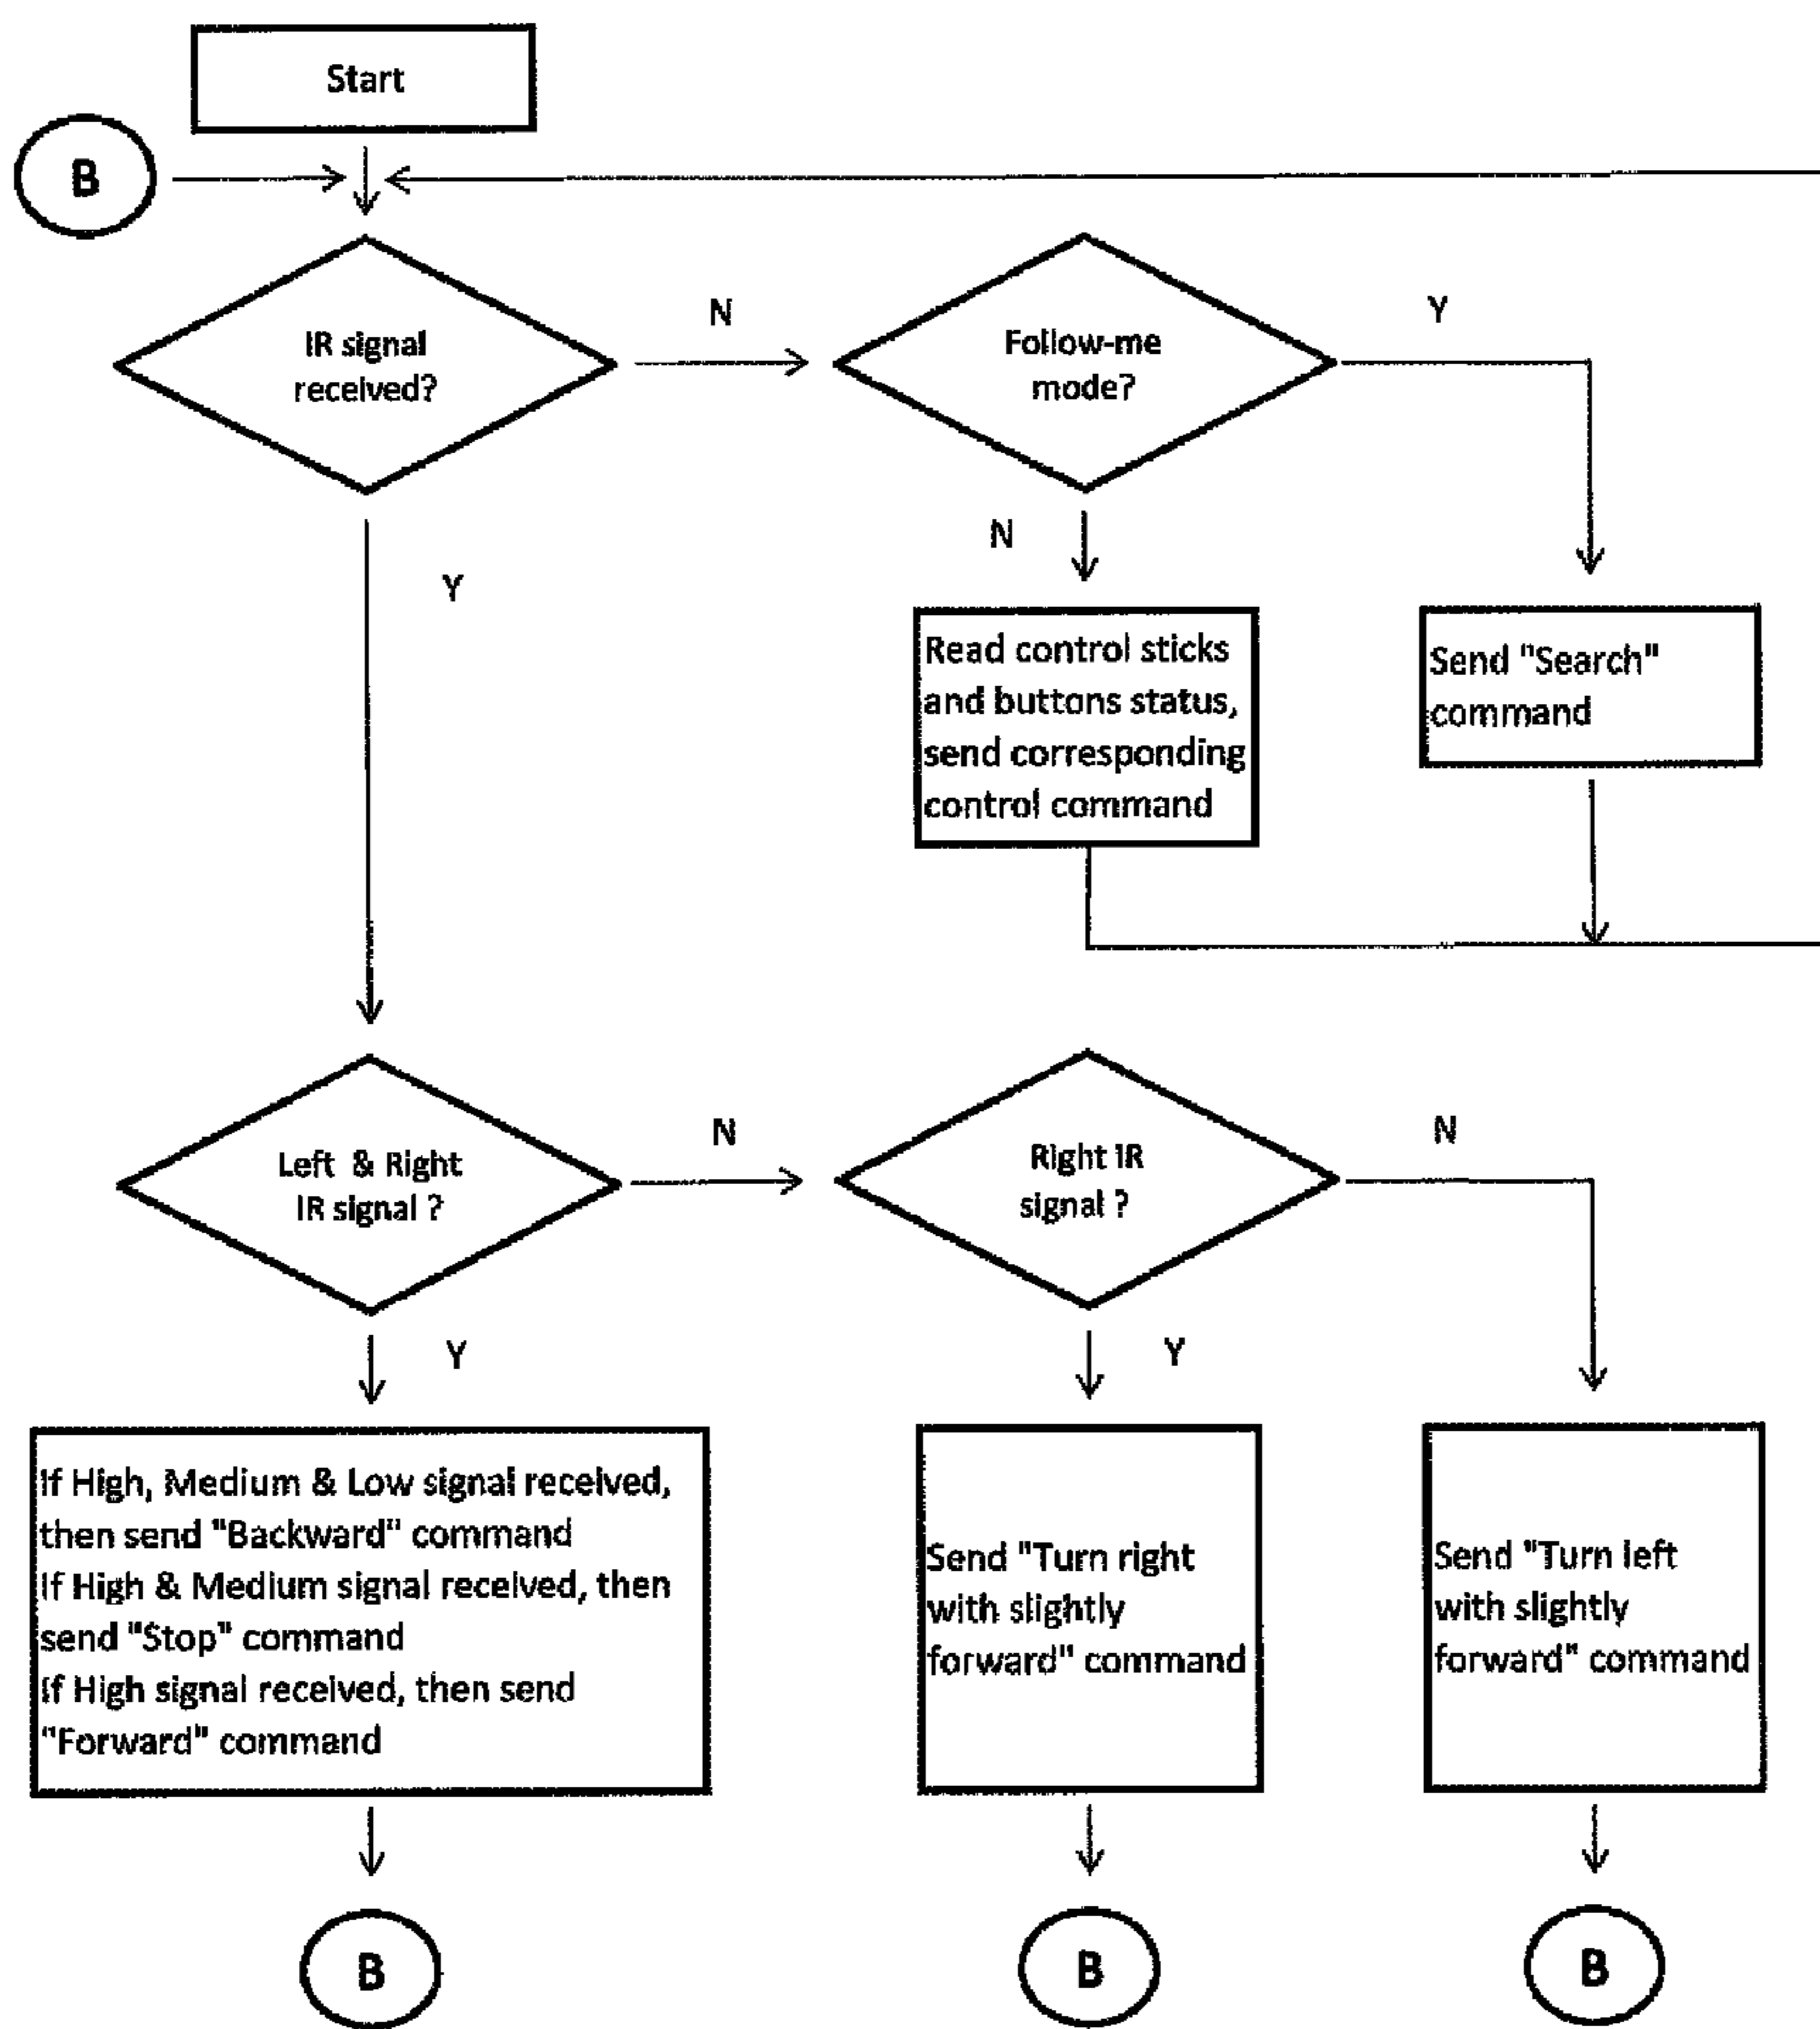 Start
B
IR signal
received?
N
Follow-me
mode?
Y
Y
N
Read control sticks
and buttons status,
send corresponding
control command
Send "Search"
command
Left & Right
IR signal ?
N
Right IR
signal ?
N
Y
Y
If High, Medium & Low signal received,
then send "Backward" command
If High & Medium signal received, then
send "Stop" command
If High signal received, then send
"Forward" command
Send "Turn right
with slightly
forward" command
Send "Turn left
with slightly
forward" command
B
B
B